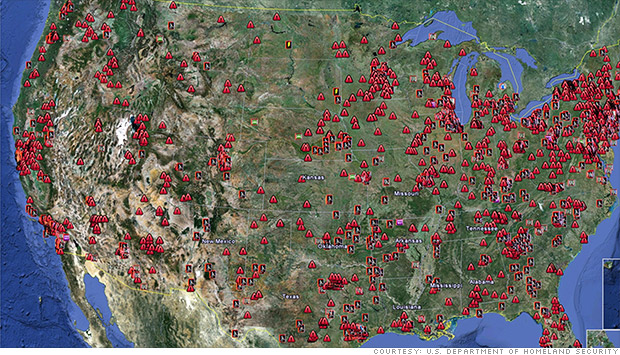 Kansas
Missouri
New Mexico
Oklahoma
Arkansas
Tennessee
Texas
Mississippi
Alabama
Louisiana
COURTESY: U.S. DEPARTMENT OF HOMELAND SECURITY